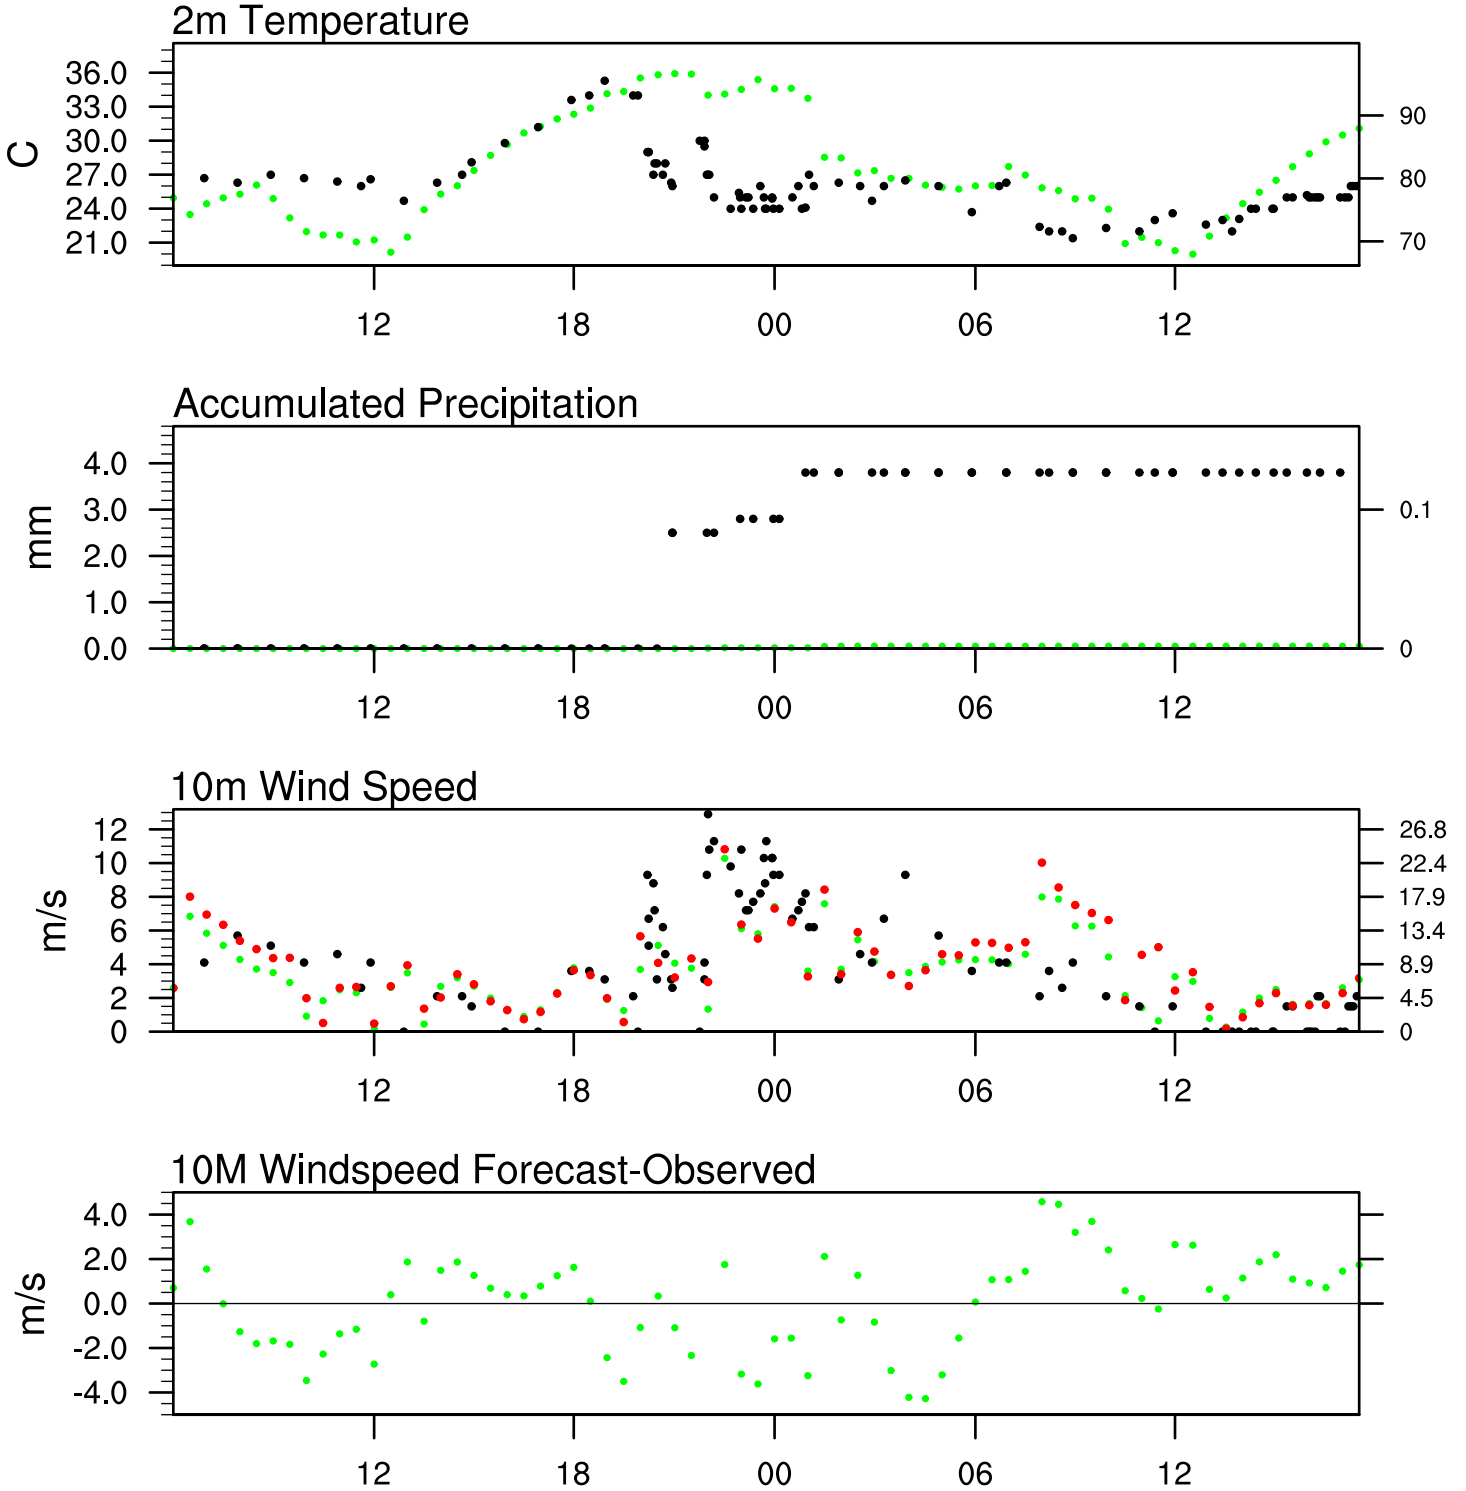 2m Temperature
36.0
33.0
30.0
27.0
24.0
21.0
C
90
80
70
12 18 00 06 12
Accumulated Precipitation
4.0
3.0
2.0
1.0
0.0
mm
0.1
0
12 18 00 06 12
10m Wind Speed
12
10
8
6
4
2
0
m/s
26.8
22.4
17.9
13.4
8.9
4.5
0
12 18 00 06 12
10M Windspeed Forecast-Observed
4.0
2.0
0.0
-2.0
-4.0
m/s
12 18 00 06 12